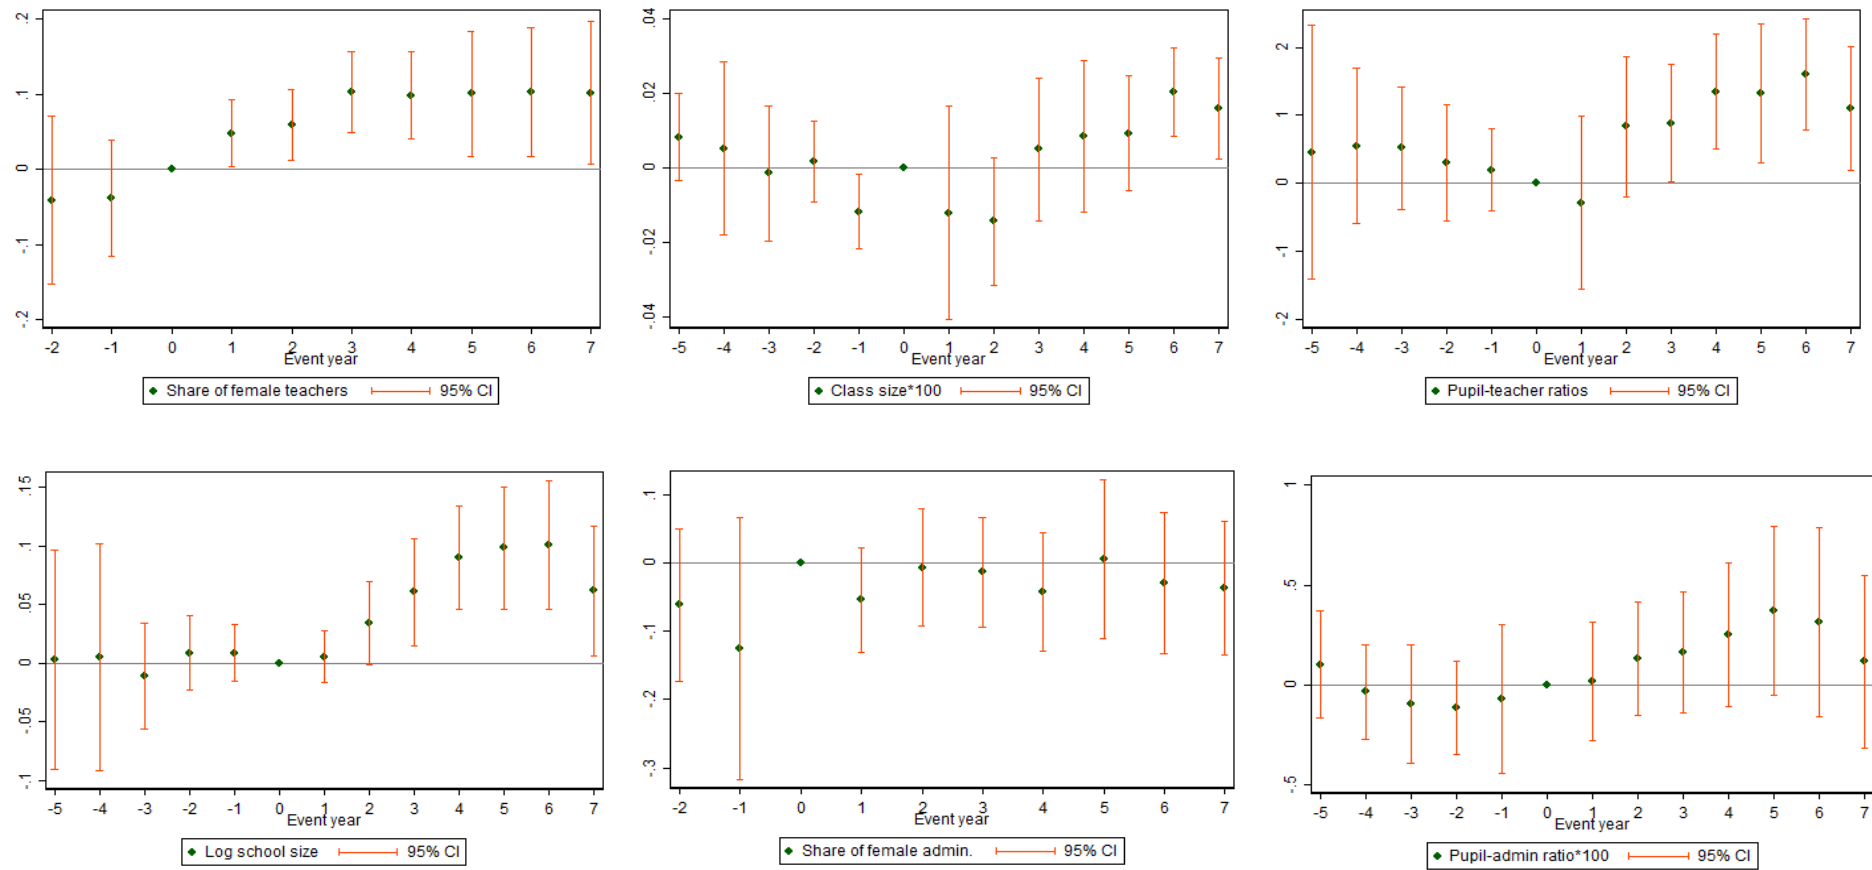 .2
.1
0
-.1
-.2
-2 -1 0 1 2 3 4 5 6 7
Event year
Share of female teachers 95% CI
.04
.02
0
-.02
-.04
-5 -4 -3 -2 -1 0 1 2 3 4 5 6 7
Event year
Class size*100 95% CI
2
1
0
-1
-2
-5 -4 -3 -2 -1 0 1 2 3 4 5 6 7
Event year
Pupil-teacher ratios 95% CI
.15
.1
.05
0
-.05
-.1
-5 -4 -3 -2 -1 0 1 2 3 4 5 6 7
Event year
Log school size 95% CI
.1
0
-.1
-.2
-.3
-2 -1 0 1 2 3 4 5 6 7
Event year
Share of female admin. 95% CI
1
.5
0
-.5
-5 -4 -3 -2 -1 0 1 2 3 4 5 6 7
Event year
Pupil-admin ratio*100 95% CI